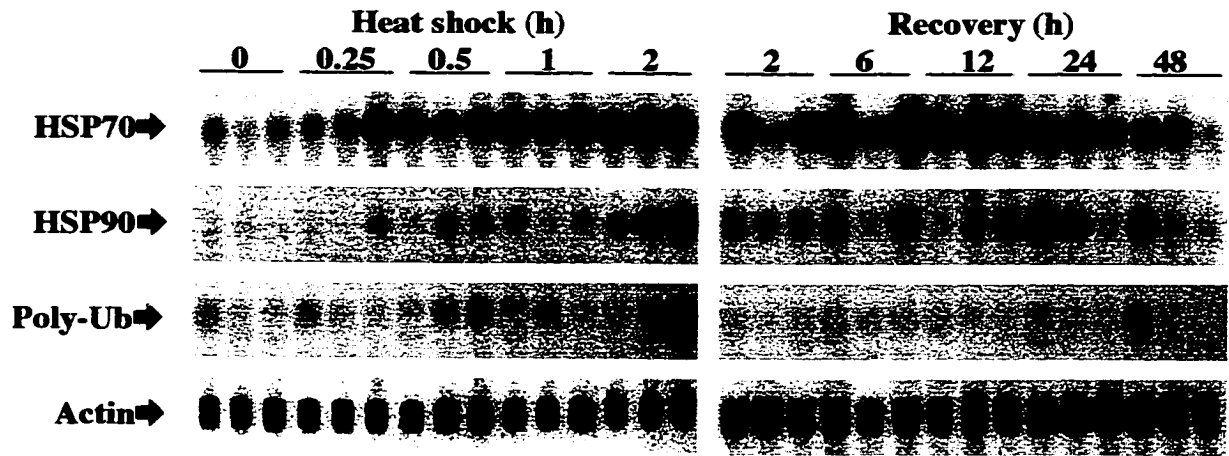 Heat shock (h) Recovery (h)
0 0.25 0.5 1 2 2 6 12 24 48
HSP70
HSP90
Poly-Ub
Actin